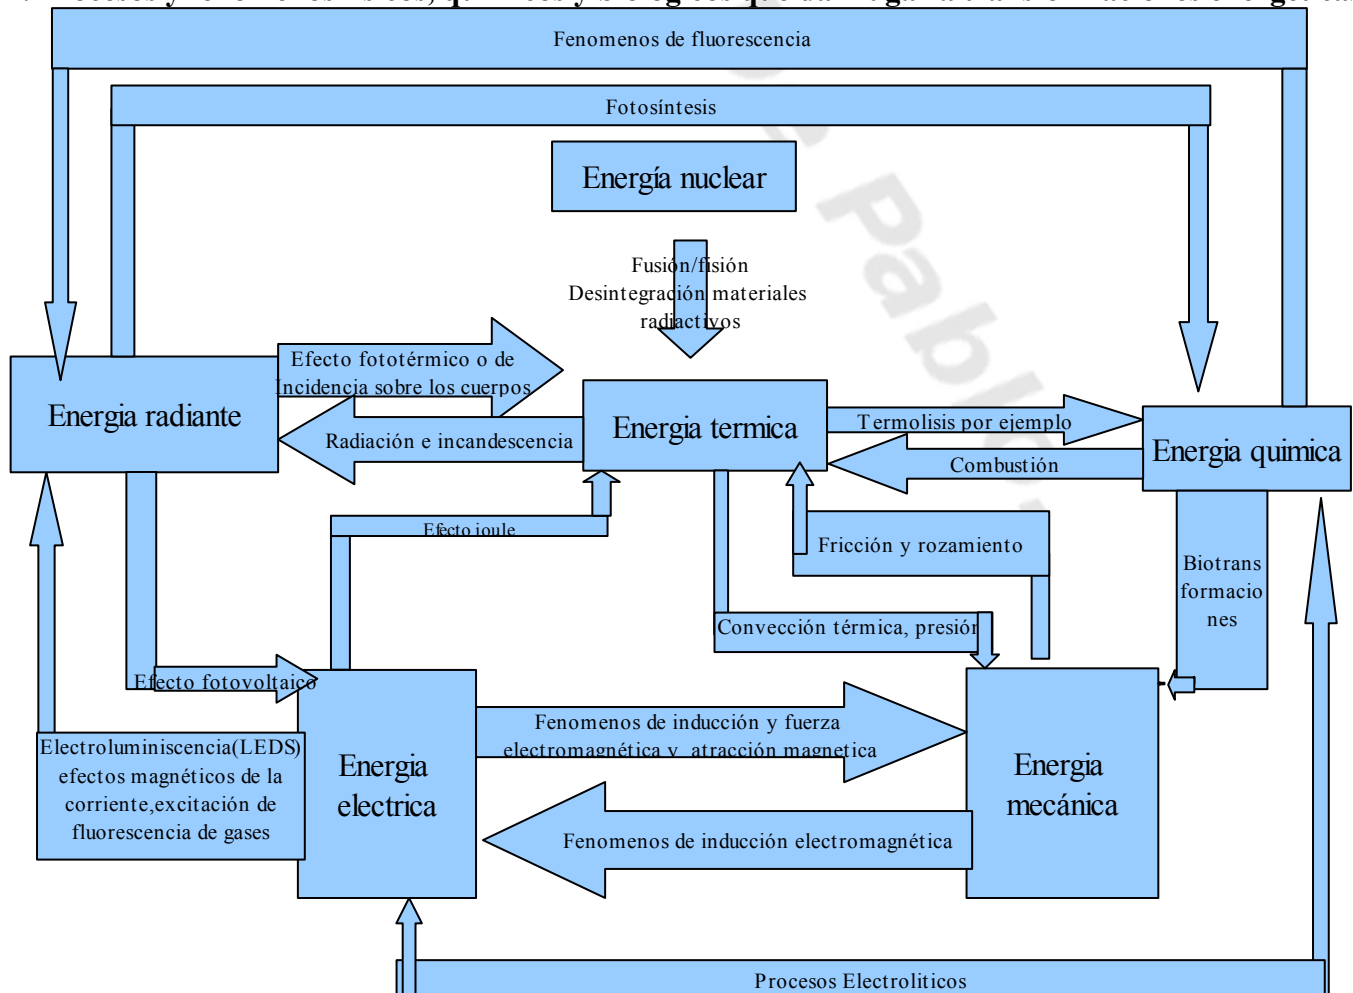 Fenomenos de fluorescencia
Fotosíntesis
Energía nuclear
Fusión/fisión
Desintegración materiales
radiactivos
Efecto fototérmico o de
Incidencia sobre los cuerpos
Energia radiante
Radiación e incandescencia
Energia termica
Termolisis por ejemplo
Combustión
Energia quimica
Efecto joule
Fricción y rozamiento
Biotrans
formacio
nes
Convección térmica, presión
Efecto fotovoltaico
Electroluminiscencia(LEDS)
efectos magnéticos de la
corriente,excitación de
fluorescencia de gases
Energia
electrica
Fenomenos de inducción y fuerza
electromagnética y atracción magnetica
Fenomenos de inducción electromagnética
Energia
mecánica
Procesos Electroliticos